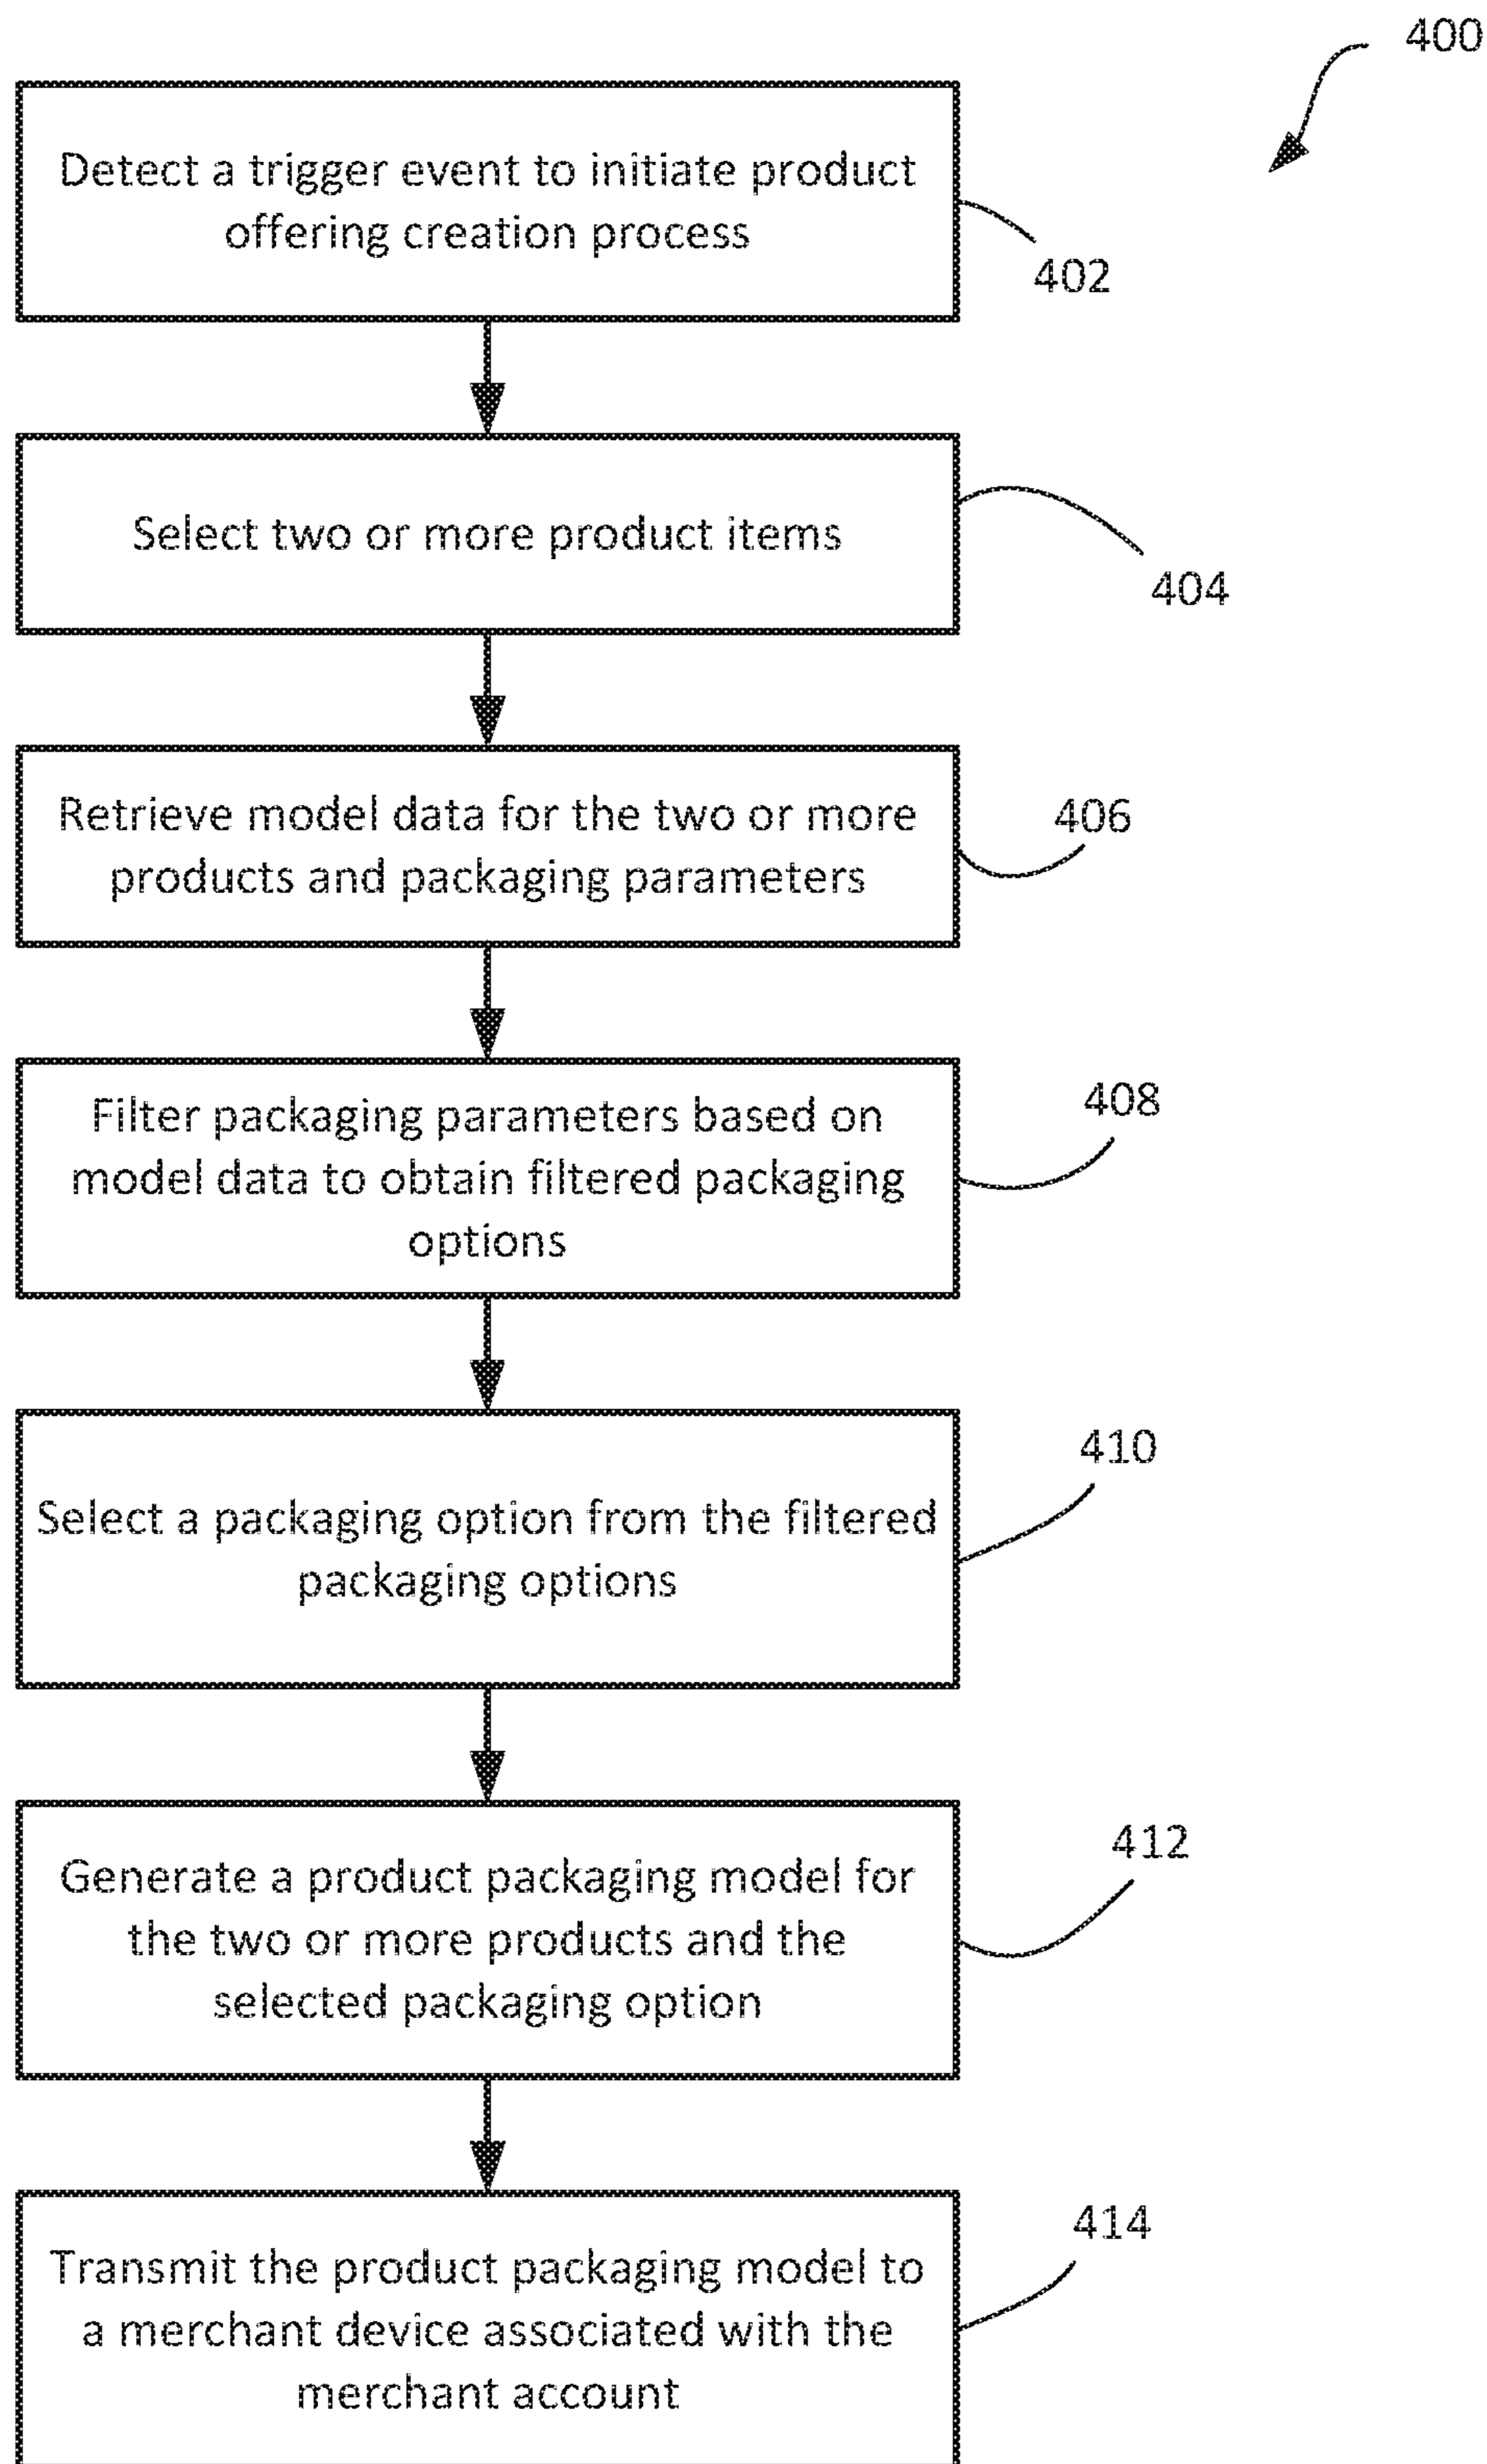 400
Detect a trigger event to initiate product
offering creation process
402
Select two or more product items
404
Retrieve model data for the two or more
products and packaging parameters
406
Filter packaging parameters based on
model data to obtain filtered packaging
options
408
Select a packaging option from the filtered
packaging options
410
Generate a product packaging model for
the two or more products and the
selected packaging option
412
Transmit the product packaging model to
a merchant device associated with the
merchant account
414